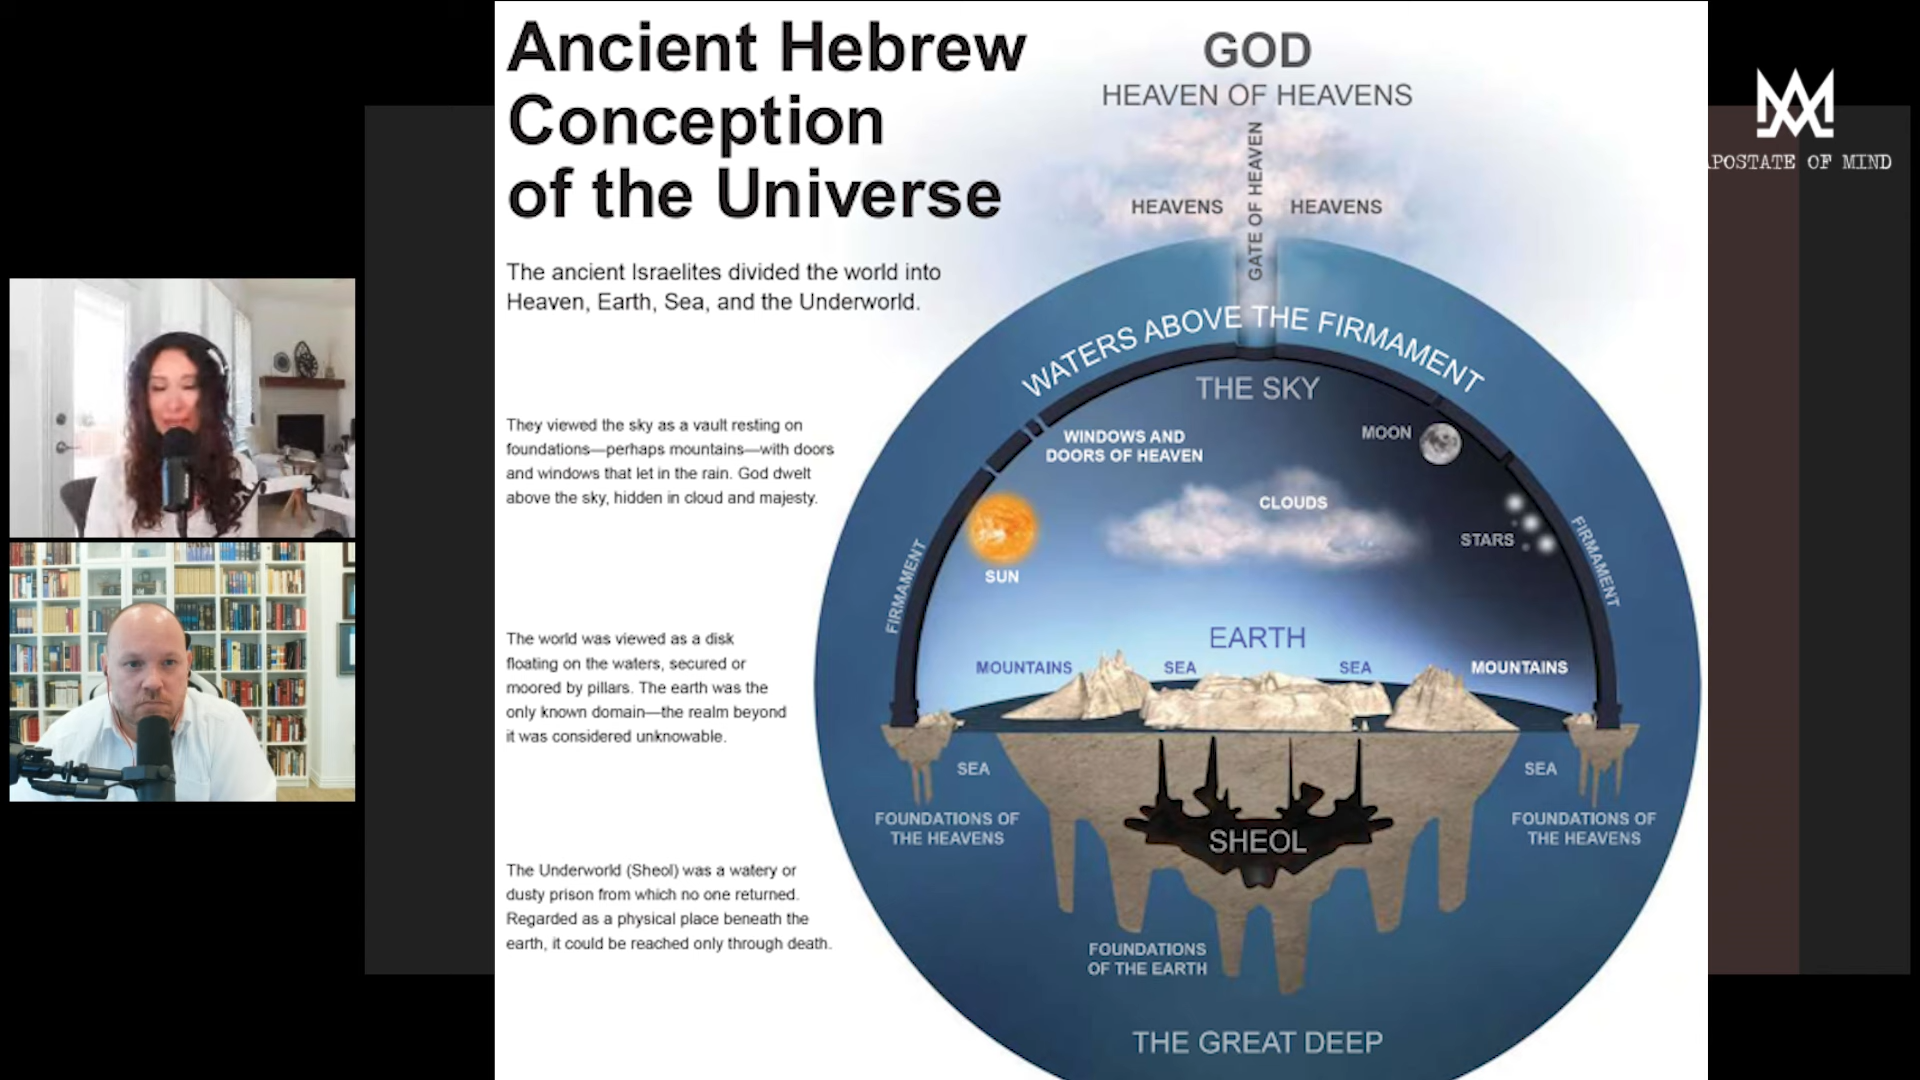 Ancient Hebrew
Conception
of the Universe
The ancient Israelites divided the world into
Heaven, Earth, Sea, and the Underworld.
They viewed the sky as a vault resting on
foundations—perhaps mountains—with doors
and windows that let in the rain. God dwelt
above the sky, hidden in cloud and majesty.
The world was viewed as a disk
floating on the waters, secured or
moored by pillars. The earth was the
only known domain—the realm beyond
it was considered unknowable.
The Underworld (Sheol) was a watery or
dusty prison from which no one returned.
Regarded as a physical place beneath the
earth, it could be reached only through death.
GOD
HEAVEN OF HEAVENS
GATE OF HEAVEN
HEAVENS
HEAVENS
WATERS ABOVE THE FIRMAMENT
THE SKY
WINDOWS AND
DOORS OF HEAVEN
MOON
CLOUDS
STARS
SUN
FIRMAMENT
FIRMAMENT
EARTH
MOUNTAINS
SEA
SEA
MOUNTAINS
SEA
SEA
FOUNDATIONS OF
THE HEAVENS
FOUNDATIONS OF
THE HEAVENS
SHEOL
FOUNDATIONS
OF THE EARTH
THE GREAT DEEP
APOSTATE OF MIND